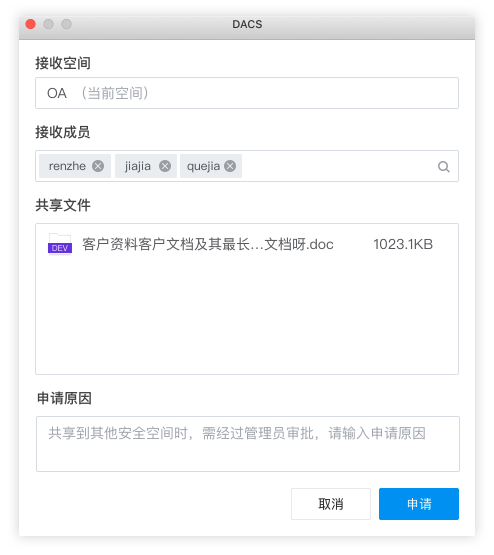 DACS
接收空间
OA （当前空间）
接收成员
renzhe jiajia quejia
共享文件
DEV 客户资料客户文档及其最长...文档呀.doc 1023.1KB
申请原因
共享到其他安全空间时，需经过管理员审批，请输入申请原因
取消 申请